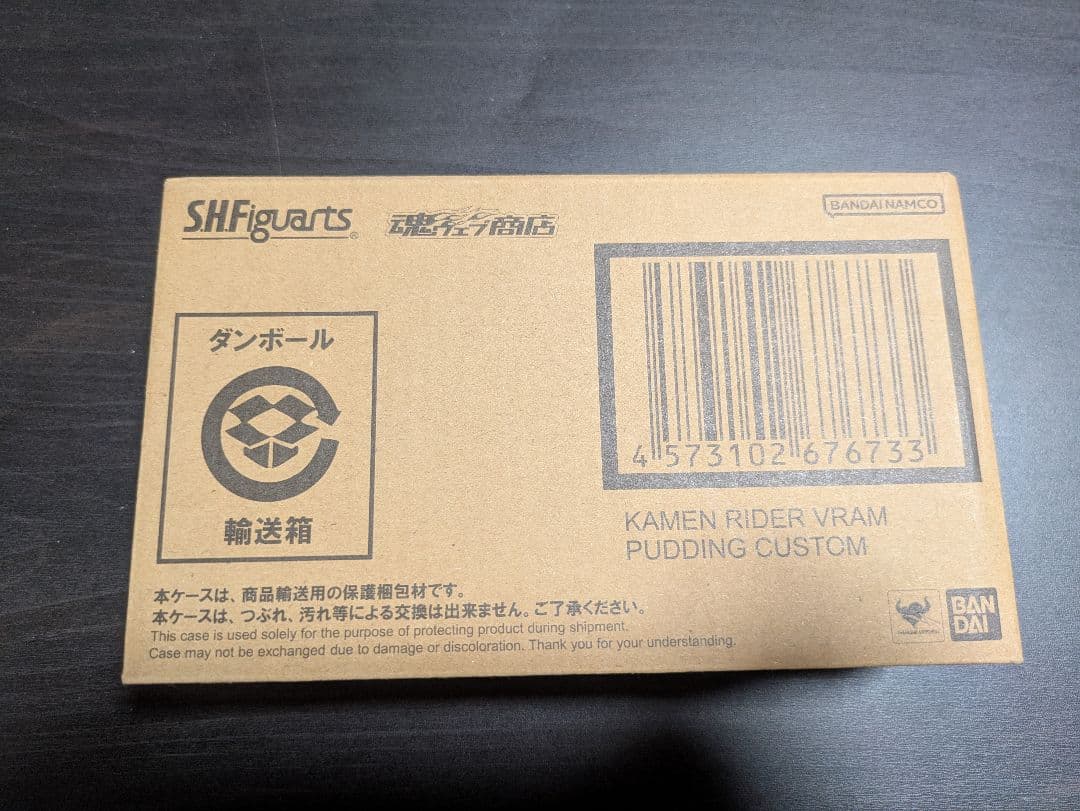 S.H.Figuarts®
魂ウェブ商店
BANDAI NAMCO
ダンボール
輸送箱
4 573102 676733
KAMEN RIDER VRAM
PUDDING CUSTOM
本ケースは、商品輸送用の保護梱包材です。
本ケースは、つぶれ、汚れ等による交換は出来ません。ご了承ください。
This case is used solely for the purpose of protecting product during shipment.
Case may not be exchanged due to damage or discoloration. Thank you for your understanding.
BAN
DAI